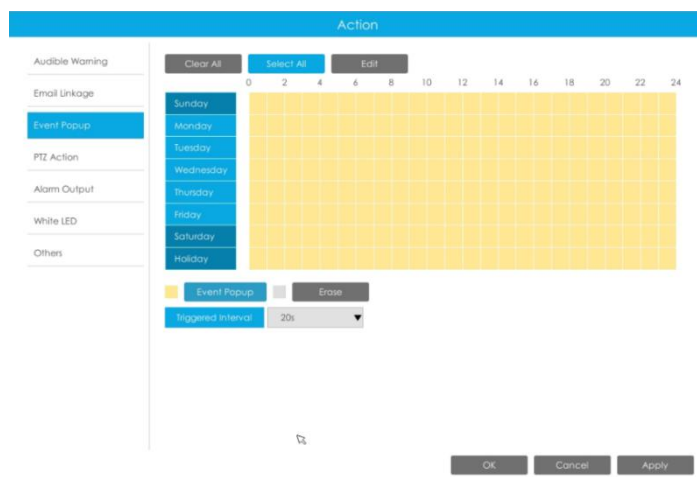 Action
Audible Warning
Email Linkage
Event Popup
PTZ Action
Alarm Output
White LED
Others
Clear All Select All Edit
0 2 4 6 8 10 12 14 16 18 20 22 24
Sunday
Monday
Tuesday
Wednesday
Thursday
Friday
Saturday
Holiday
Event Popup Erase
Triggered Interval 20s
OK Cancel Apply